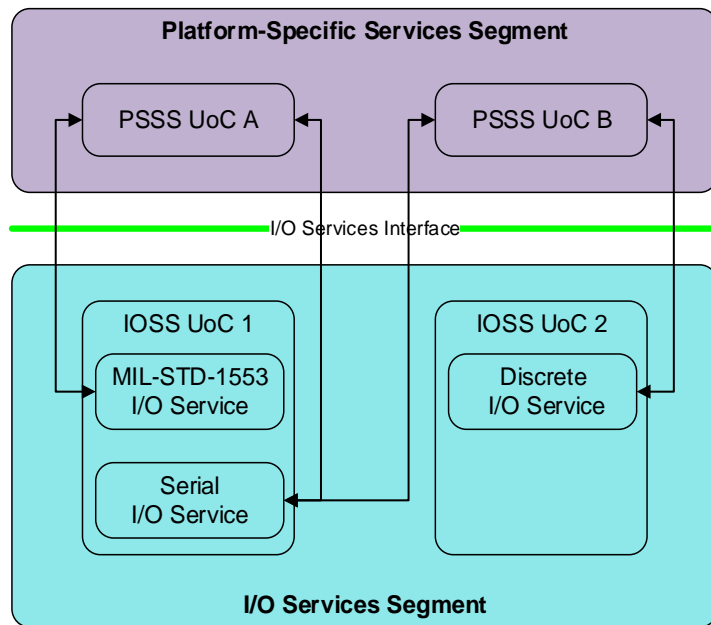 Platform-Specific Services Segment
PSSS UoC A
PSSS UoC B
I/O Services Interface
IOSS UoC 1
MIL-STD-1553
I/O Service
Serial
I/O Service
IOSS UoC 2
Discrete
I/O Service
I/O Services Segment